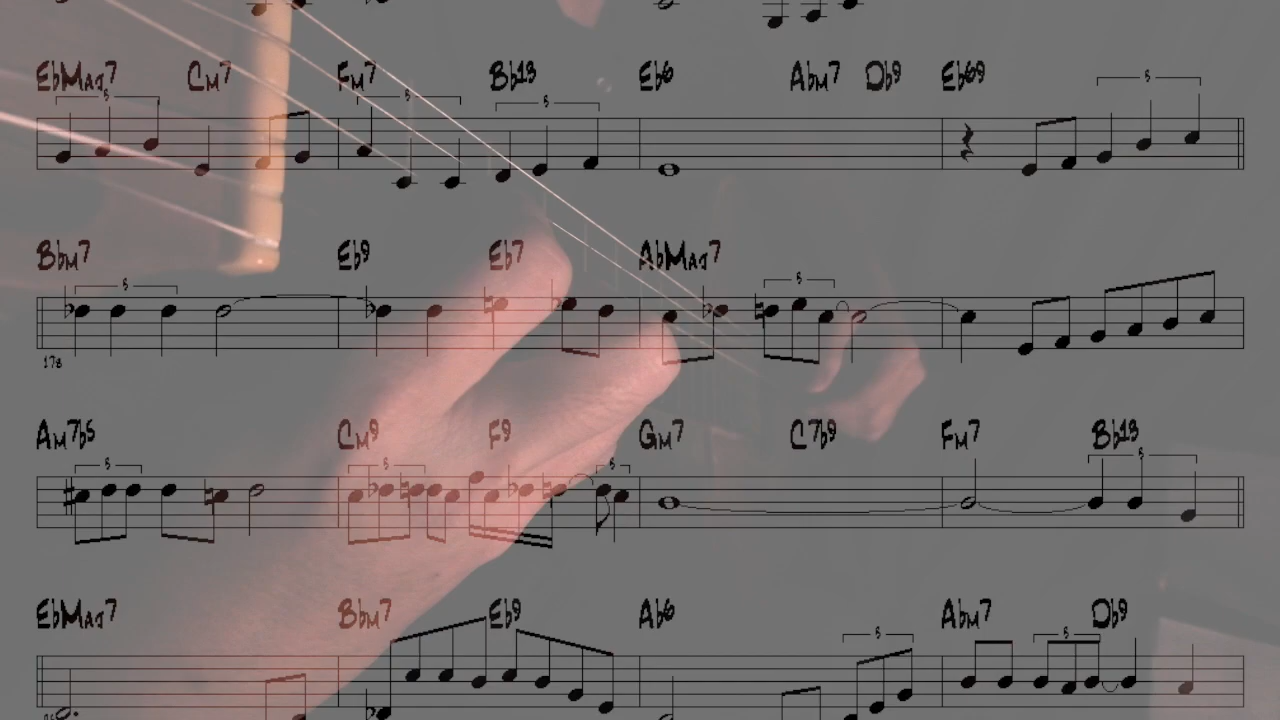 EbMaj7 Cm7 Fm7 Bb13 Eb6 Abm7 Db9 Eb69
Bbm7 Eb9 Eb7 AbMaj7
Am7b5 Cm9 F9 Gm7 C7b9 Fm7 Bb13
EbMaj7 Bbm7 Eb9 Ab6 Abm7 Db9